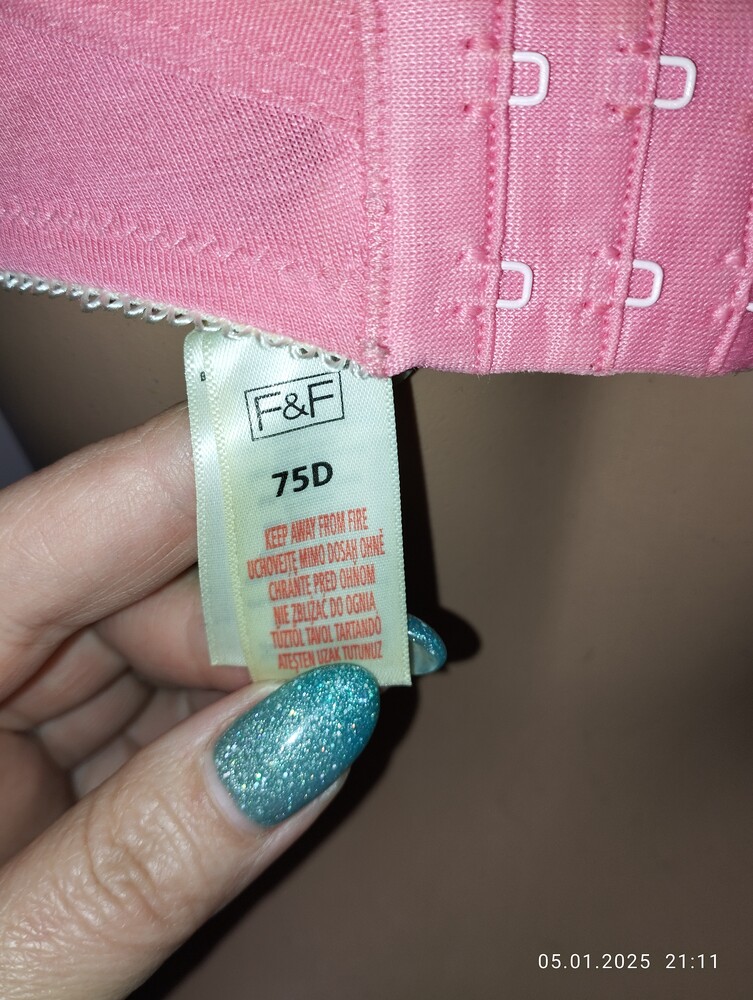 F&F
75D
KEEP AWAY FROM FIRE
UCHOVEJTE MIMO DOSAH OHNĚ
CHRÁNTE PRED OHŇOM
NIE ZBLIŻAĆ DO OGNIA
TŰZTŐL TÁVOL TARTANDÓ
ATEŞTEN UZAK TUTUNUZ
05.01.2025 21:11